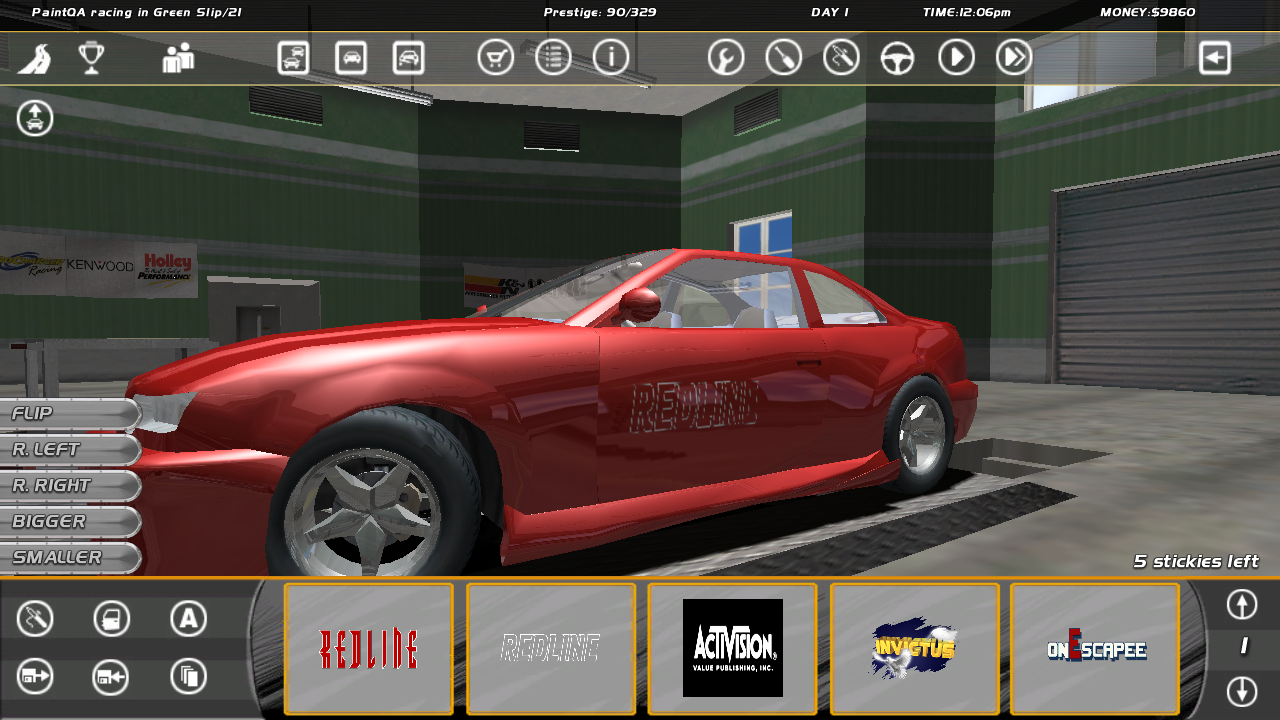 PaintQA racing in Green Slip/21 Prestige: 90/329 DAY 1 TIME:12:06pm MONEY:$9860
Racing KENWOOD Holley
PERFORMANCE
K&N
REDLINE
FLIP
R. LEFT
R. RIGHT
BIGGER
SMALLER
5 stickies left
A
REDLINE REDLINE ACTIVISION. INVICTUS ONESCAPEE
VALUE PUBLISHING, INC.
1